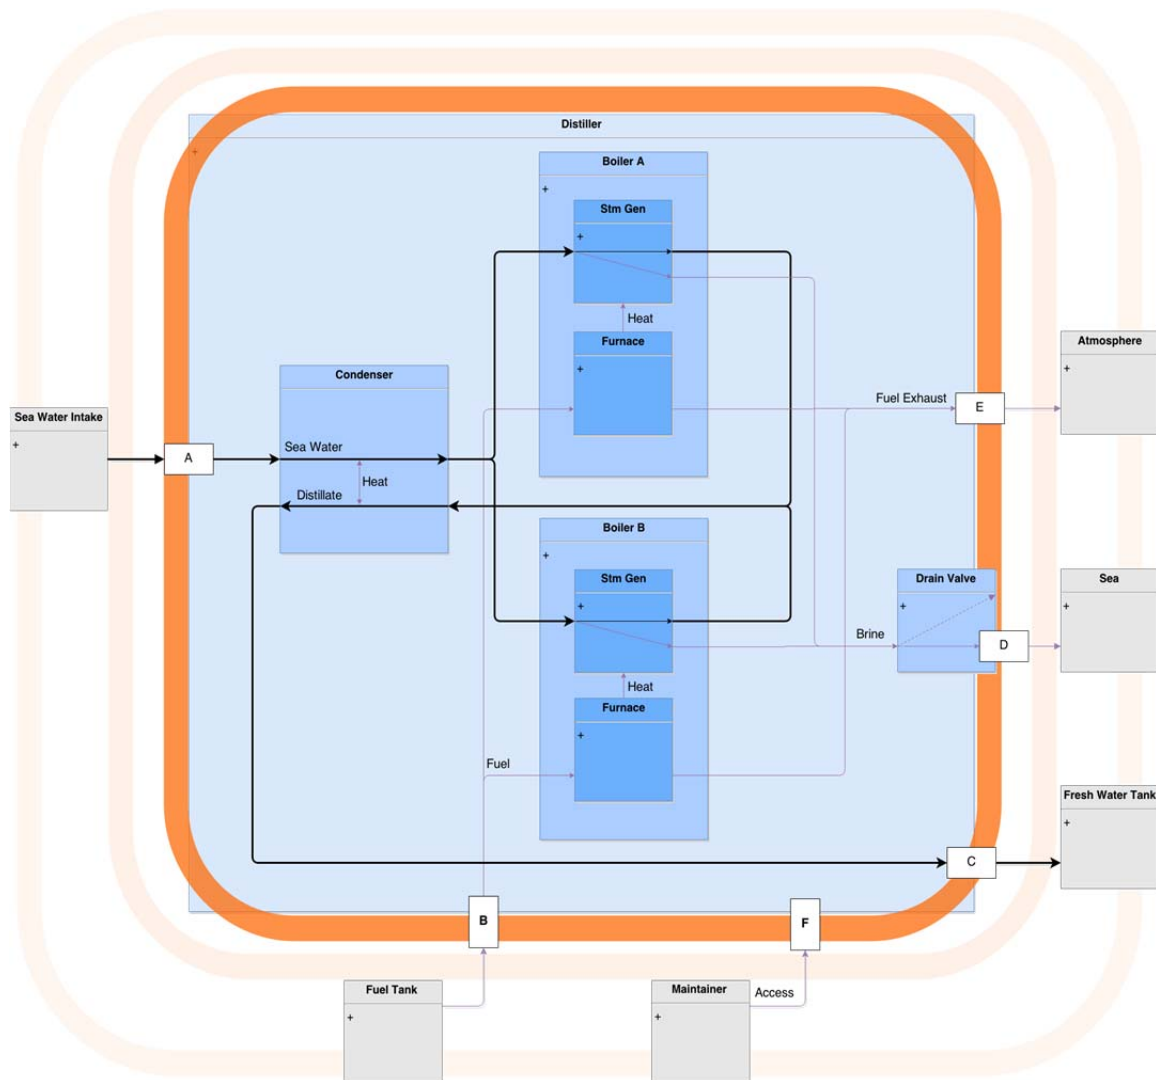 Distiller
+
Boiler A
+
Stm Gen
+
Heat
Furnace
+
Condenser
Sea Water
Heat
Distillate
Sea Water Intake
+
A
Fuel Exhaust
E
Atmosphere
+
Boiler B
+
Stm Gen
+
Heat
Furnace
+
Fuel
Brine
Drain Valve
+
D
Sea
+
C
Fresh Water Tank
+
B
F
Fuel Tank
+
Maintainer
+
Access